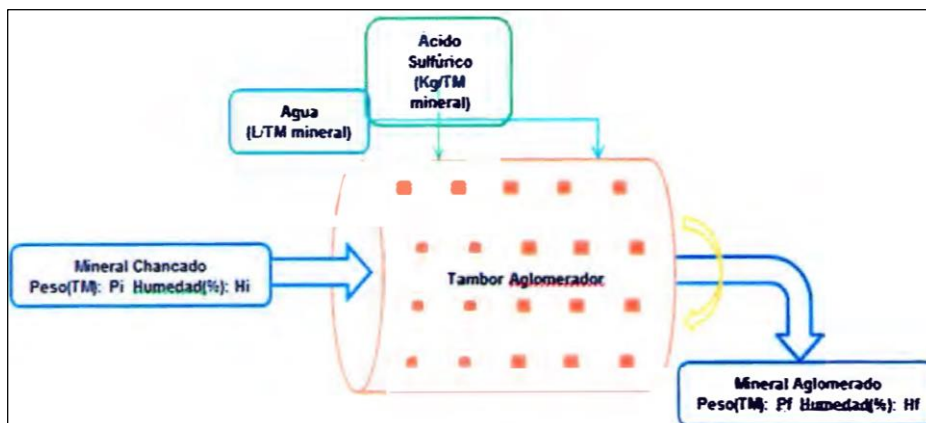 Ácido
Sulfúrico
(Kg/TM
mineral)
Agua
(L/TM mineral)
Mineral Chancado
Peso(TM): Pi Humedad(%): Hi
Tambor Aglomerador
Mineral Aglomerado
Peso(TM): Pf Humedad(%): Hf